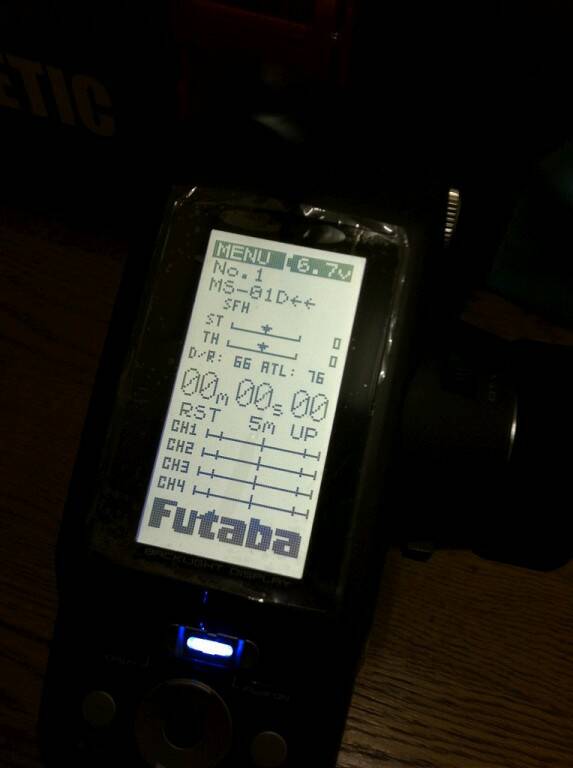 ETIC
MENU 6.7v
No.1
MS-01D←←
SFH
ST 0
TH 0
D/R: 66 ATL: 76
00m 00s 00
RST 5m UP
CH1
CH2
CH3
CH4
Futaba
BACKLIGHT DISPLAY